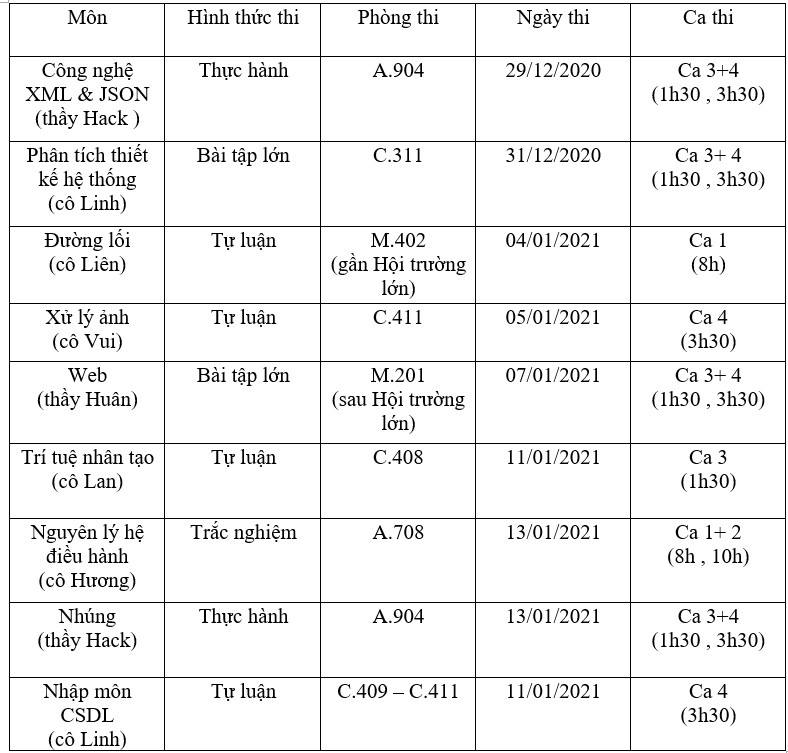 Môn Hình thức thi Phòng thi Ngày thi Ca thi
Công nghệ
XML & JSON
(thầy Hack )
Thực hành
A.904
29/12/2020
Ca 3+4
(1h30 , 3h30)
Phân tích thiết
kế hệ thống
(cô Linh)
Bài tập lớn
C.311
31/12/2020
Ca 3+ 4
(1h30 , 3h30)
Đường lối
(cô Liên)
Tự luận
M.402
(gần Hội trường
lớn)
04/01/2021
Ca 1
(8h)
Xử lý ảnh
(cô Vui)
Tự luận
C.411
05/01/2021
Ca 4
(3h30)
Web
(thầy Huân)
Bài tập lớn
M.201
(sau Hội trường
lớn)
07/01/2021
Ca 3+ 4
(1h30 , 3h30)
Trí tuệ nhân tạo
(cô Lan)
Tự luận
C.408
11/01/2021
Ca 3
(1h30)
Nguyên lý hệ
điều hành
(cô Hương)
Trắc nghiệm
A.708
13/01/2021
Ca 1+ 2
(8h , 10h)
Nhúng
(thầy Hack)
Thực hành
A.904
13/01/2021
Ca 3+4
(1h30 , 3h30)
Nhập môn
CSDL
(cô Linh)
Tự luận
C.409 – C.411
11/01/2021
Ca 4
(3h30)